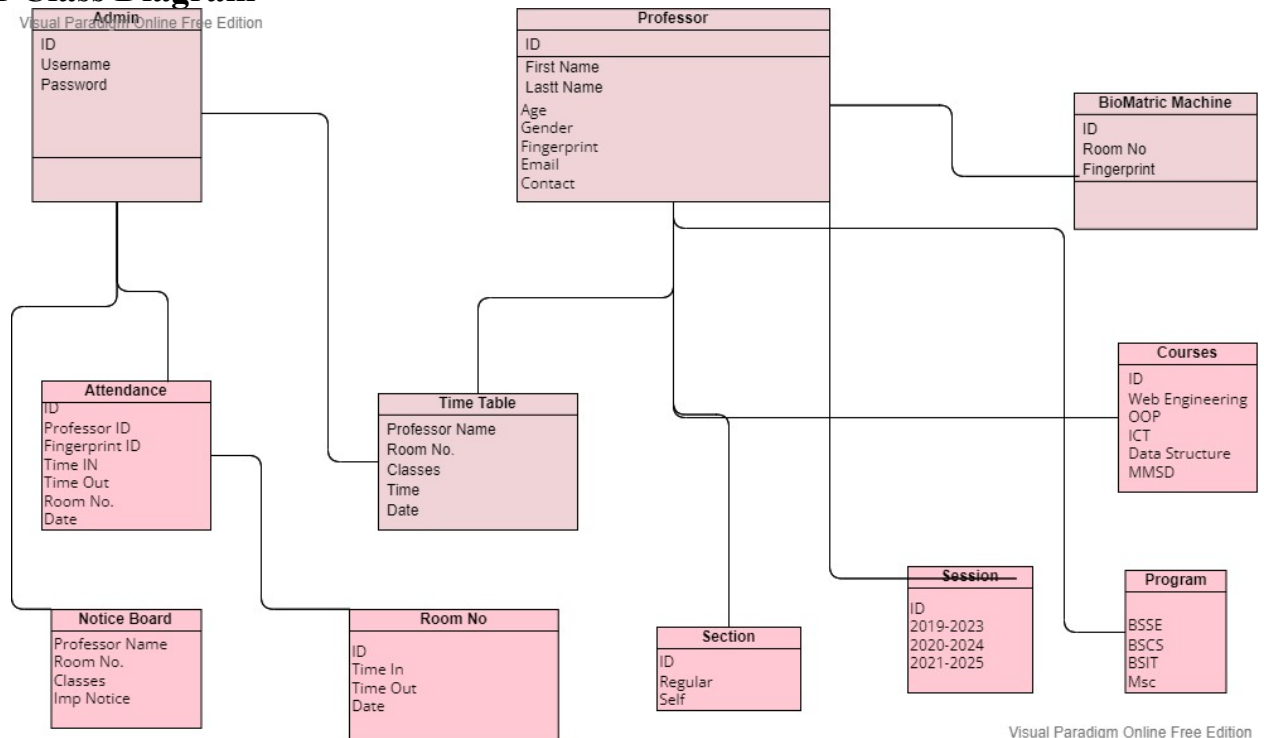 Class Diagram
Visual Paradigm Online Free Edition
Admin
ID
Username
Password
Professor
ID
First Name
Lastt Name
Age
Gender
Fingerprint
Email
Contact
BioMatric Machine
ID
Room No
Fingerprint
Attendance
ID
Professor ID
Fingerprint ID
Time IN
Time Out
Room No.
Date
Time Table
Professor Name
Room No.
Classes
Time
Date
Courses
ID
Web Engineering
OOP
ICT
Data Structure
MMSD
Notice Board
Professor Name
Room No.
Classes
Imp Notice
Room No
ID
Time In
Time Out
Date
Section
ID
Regular
Self
Session
ID
2019-2023
2020-2024
2021-2025
Program
BSSE
BSCS
BSIT
Msc
Visual Paradigm Online Free Edition